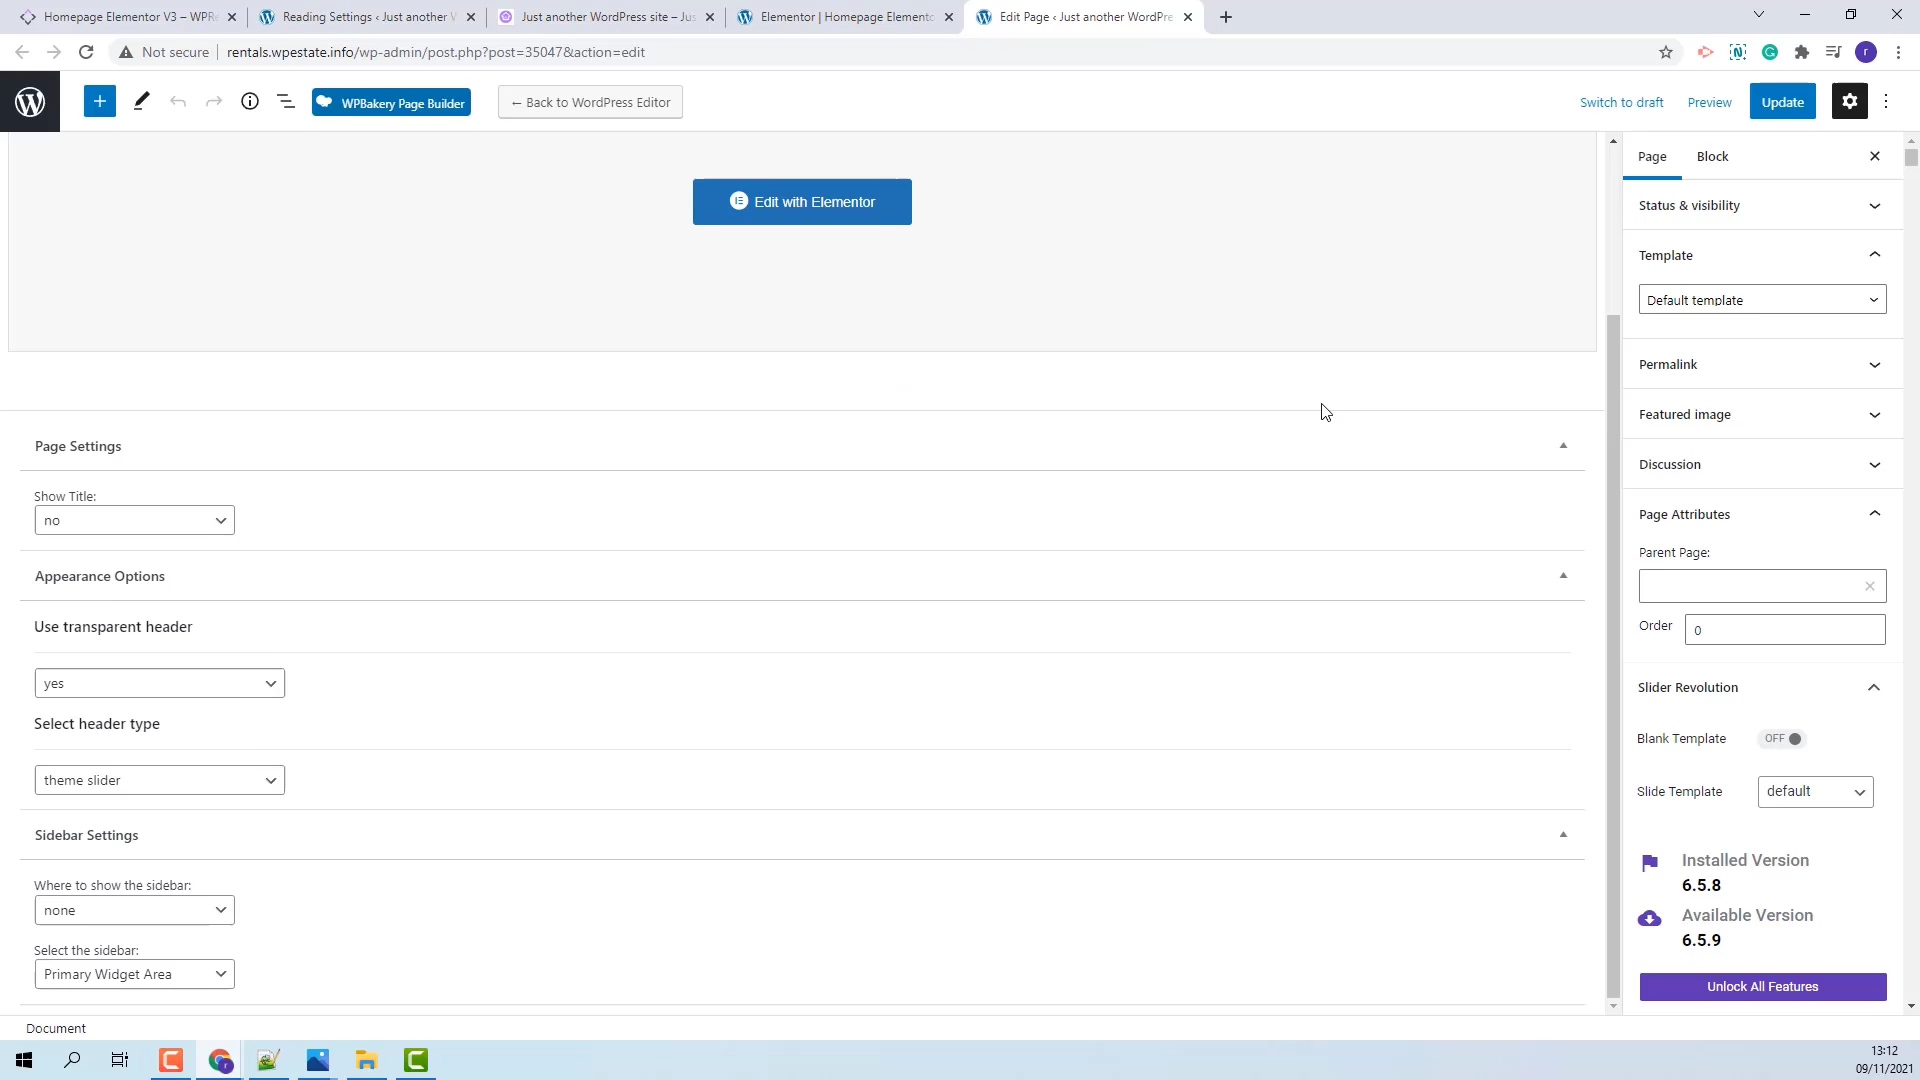 Homepage Elementor V3 – WPRe
Reading Settings ‹ Just another W
Just another WordPress site – Jus
Elementor | Homepage Elemento
Edit Page ‹ Just another WordPre
Not secure
rentals.wpestate.info/wp-admin/post.php?post=35047&action=edit
r
WPBakery Page Builder
← Back to WordPress Editor
Switch to draft
Preview
Update
Edit with Elementor
Page Settings
Show Title:
no
Appearance Options
Use transparent header
yes
Select header type
theme slider
Sidebar Settings
Where to show the sidebar:
none
Select the sidebar:
Primary Widget Area
Document
Page
Block
Status & visibility
Template
Default template
Permalink
Featured image
Discussion
Page Attributes
Parent Page:
Order
0
Slider Revolution
Blank Template
OFF
Slide Template
default
Installed Version
6.5.8
Available Version
6.5.9
Unlock All Features
13:12
09/11/2021